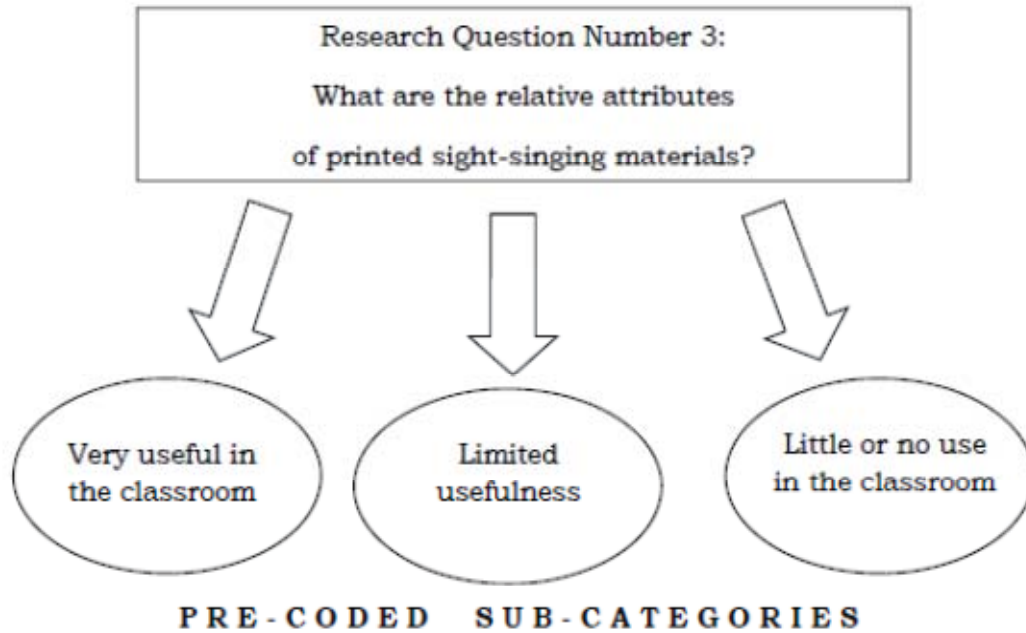 Research Question Number 3:
What are the relative attributes
of printed sight-singing materials?
Very useful in
the classroom
Limited
usefulness
Little or no use
in the classroom
PRE-CODED SUB-CATEGORIES